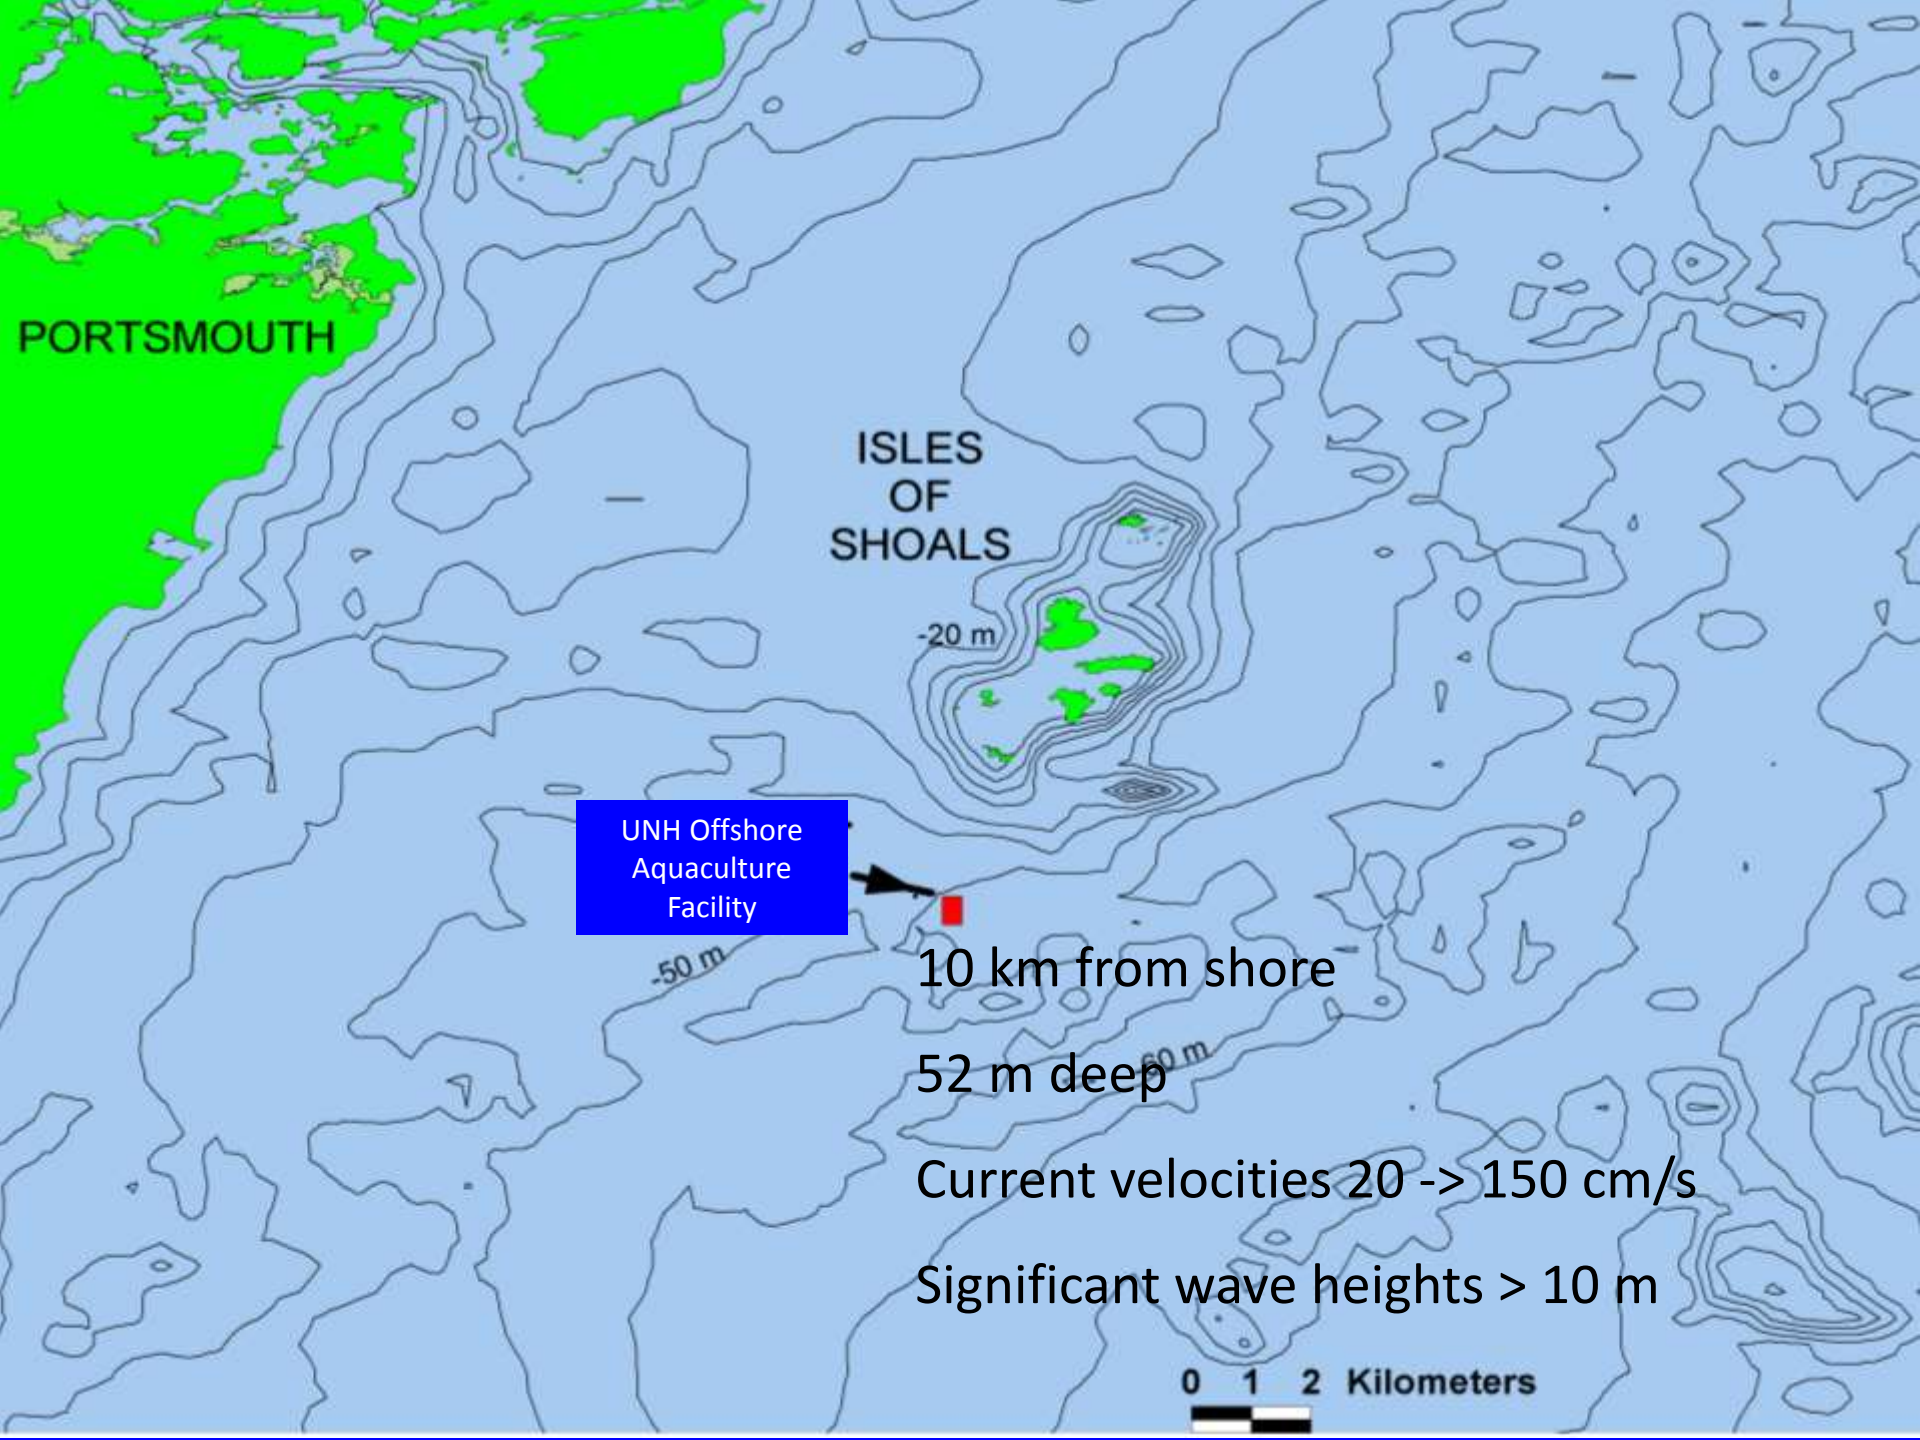 PORTSMOUTH
ISLES
OF
SHOALS
-20 m
UNH Offshore
Aquaculture
Facility
-50 m
10 km from shore
52 m deep
-60 m
Current velocities 20 -> 150 cm/s
Significant wave heights > 10 m
0 1 2 Kilometers